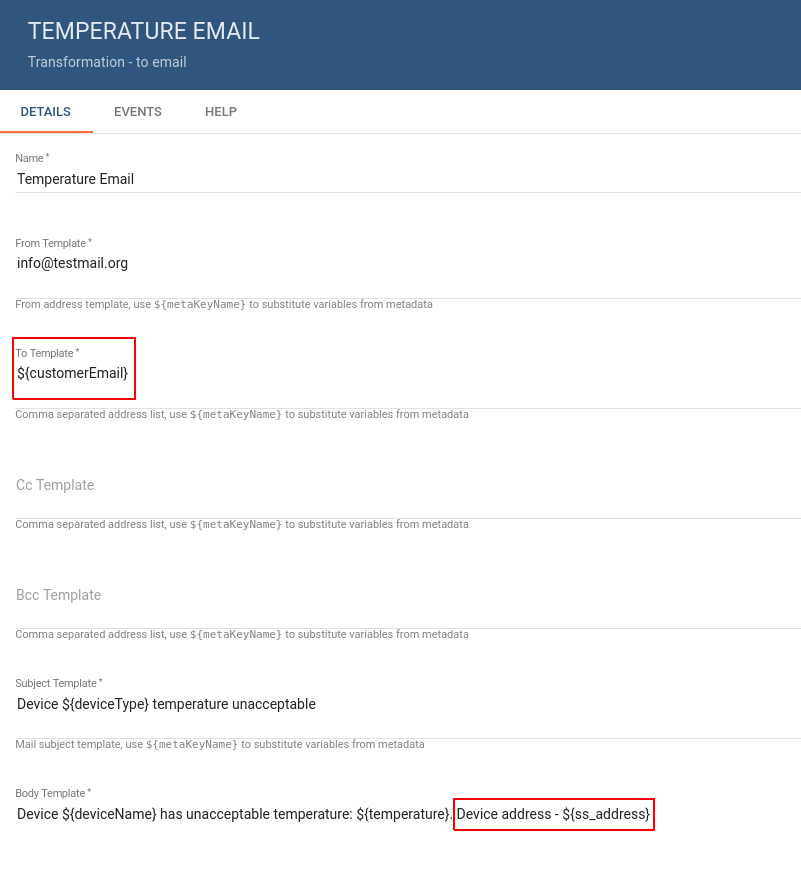 TEMPERATURE EMAIL
Transformation - to email
DETAILS EVENTS HELP
Name *
Temperature Email
From Template *
info@testmail.org
From address template, use ${metaKeyName} to substitute variables from metadata
To Template *
${customerEmail}
Comma separated address list, use ${metaKeyName} to substitute variables from metadata
Cc Template
Comma separated address list, use ${metaKeyName} to substitute variables from metadata
Bcc Template
Comma separated address list, use ${metaKeyName} to substitute variables from metadata
Subject Template *
Device ${deviceType} temperature unacceptable
Mail subject template, use ${metaKeyName} to substitute variables from metadata
Body Template *
Device ${deviceName} has unacceptable temperature: ${temperature}. Device address - ${ss_address}